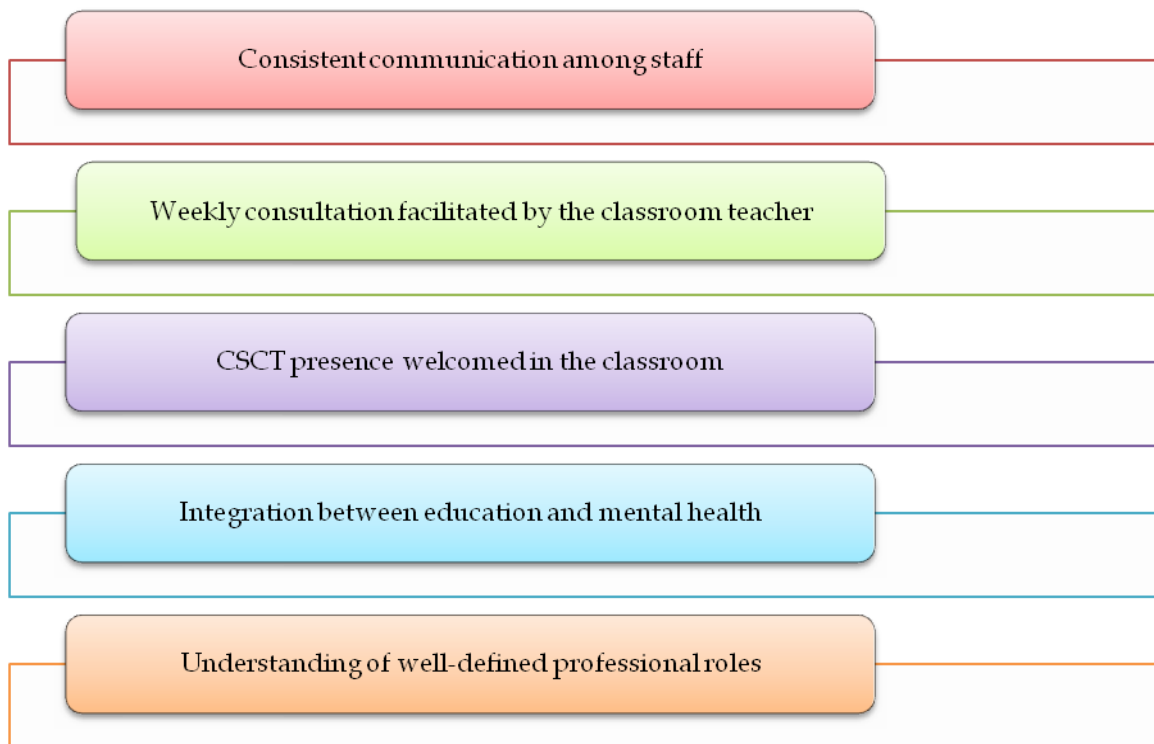 Consistent communication among staff
Weekly consultation facilitated by the classroom teacher
CSCT presence welcomed in the classroom
Integration between education and mental health
Understanding of well-defined professional roles